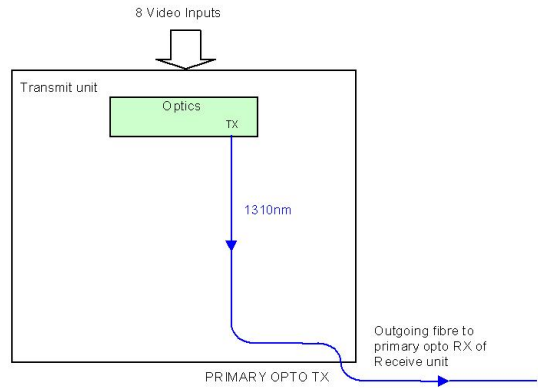 8 Video Inputs
Transmit unit
Optics
TX
1310nm
Outgoing fibre to
primary opto RX of
Receive unit
PRIMARY OPTO TX